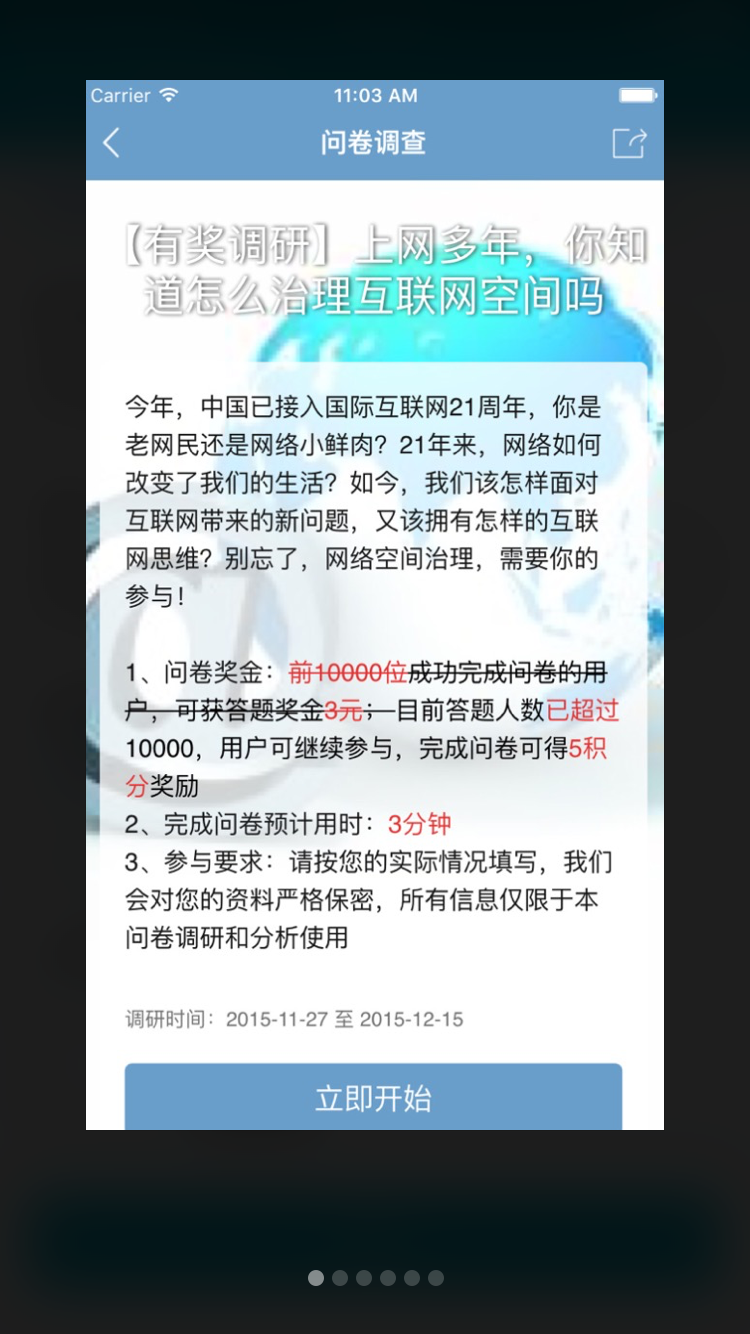 Carrier 11:03 AM
问卷调查
【有奖调研】上网多年，你知
道怎么治理互联网空间吗
今年，中国已接入国际互联网21周年，你是
老网民还是网络小鲜肉？21年来，网络如何
改变了我们的生活？如今，我们该怎样面对
互联网带来的新问题，又该拥有怎样的互联
网思维？别忘了，网络空间治理，需要你的
参与！
1、问卷奖金：前10000位成功完成问卷的用
户，可获答题奖金3元；目前答题人数已超过
10000，用户可继续参与，完成问卷可得5积
分奖励
2、完成问卷预计用时：3分钟
3、参与要求：请按您的实际情况填写，我们
会对您的资料严格保密，所有信息仅限于本
问卷调研和分析使用
调研时间：2015-11-27 至 2015-12-15
立即开始